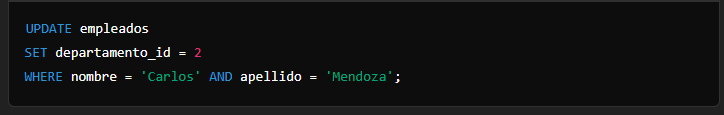 UPDATE empleados
SET departamento_id = 2
WHERE nombre = 'Carlos' AND apellido = 'Mendoza';